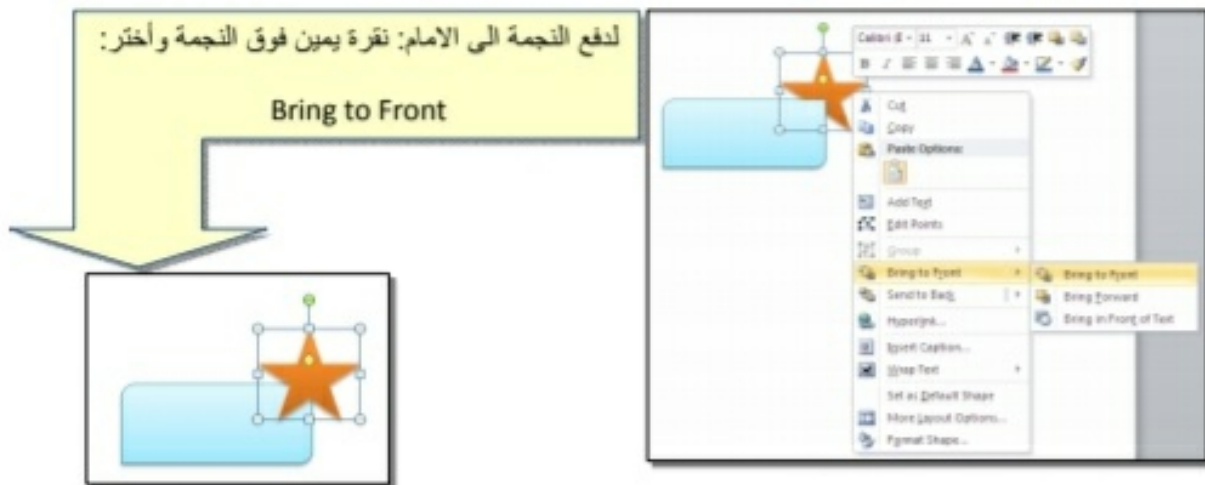 لدفع النجمة الى الامام: نقرة يمين فوق النجمة وأختر:
Bring to Front
Calibri (E 11
Cut
Copy
Paste Options:
Add Text
Edit Points
Group
Bring to Front
Send to Back
Hyperlink...
Insert Caption...
Wrap Text
Set as Default Shape
More Layout Options...
Format Shape...
Bring to Front
Bring Forward
Bring in Front of Text